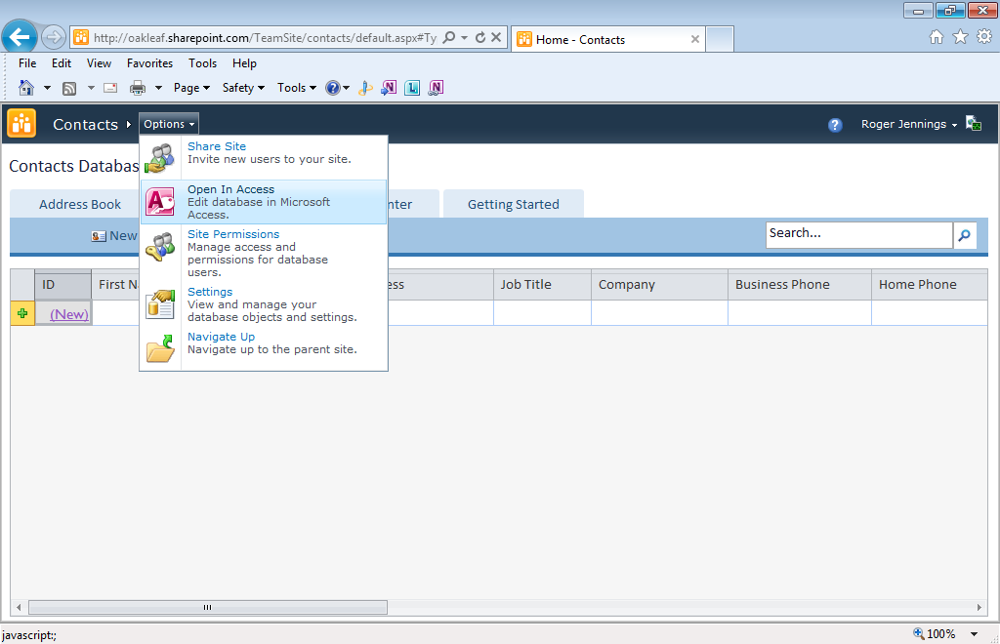 http://oakleaf.sharepoint.com/TeamSite/contacts/default.aspx#Ty
Home - Contacts
File Edit View Favorites Tools Help
Page Safety Tools
Contacts Options
Roger Jennings
Share Site
Invite new users to your site.
Contacts Databas
Open In Access
Edit database in Microsoft
Access.
Address Book
nter
Getting Started
Site Permissions
Manage access and
permissions for database
users.
New
Search...
Settings
View and manage your
database objects and settings.
Navigate Up
Navigate up to the parent site.
ID First Na ess Job Title Company Business Phone Home Phone
(New)
javascript:;
100%